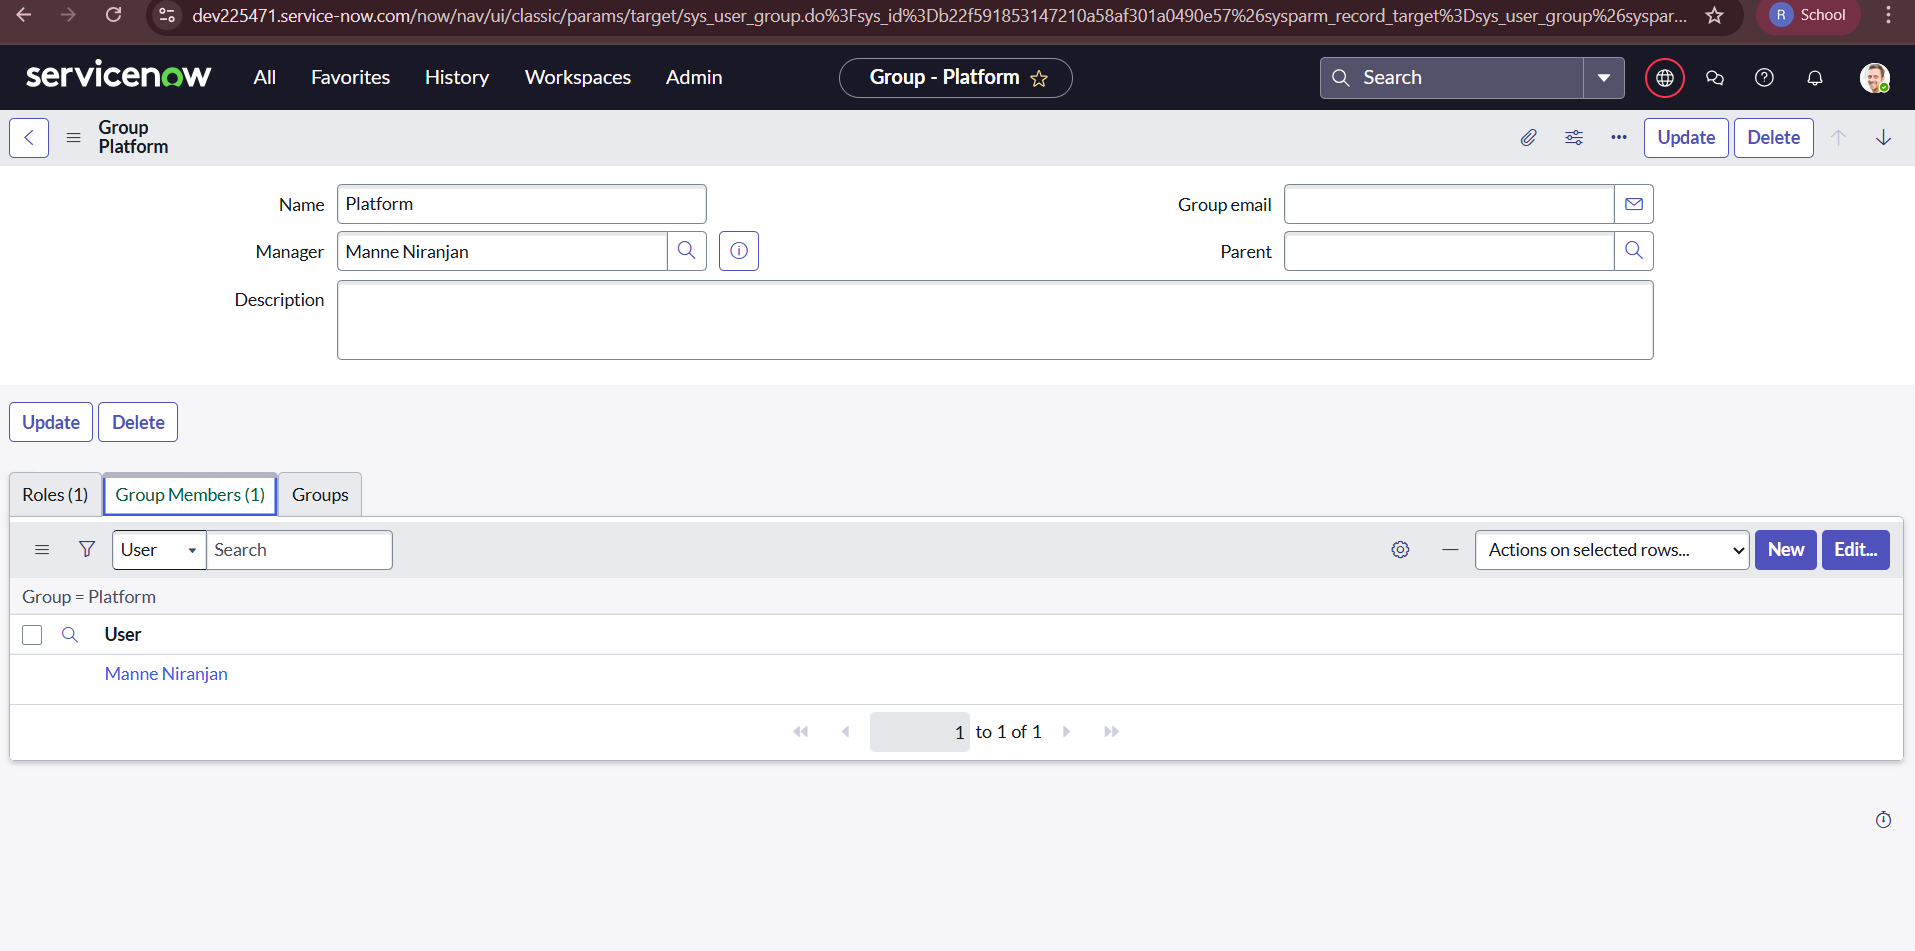 dev225471.service-now.com/now/nav/ui/classic/params/target/sys_user_group.do%3Fsys_id%3Db22f591853147210a58af301a0490e57%26sysparm_record_target%3Dsys_user_group%26syspar...
R School
servicenow All Favorites History Workspaces Admin Group - Platform Search
Group
Platform
Update Delete
Name Platform Group email
Manager Manne Niranjan Parent
Description
Update Delete
Roles (1) Group Members (1) Groups
User Search Actions on selected rows... New Edit...
Group = Platform
User
Manne Niranjan
1 to 1 of 1